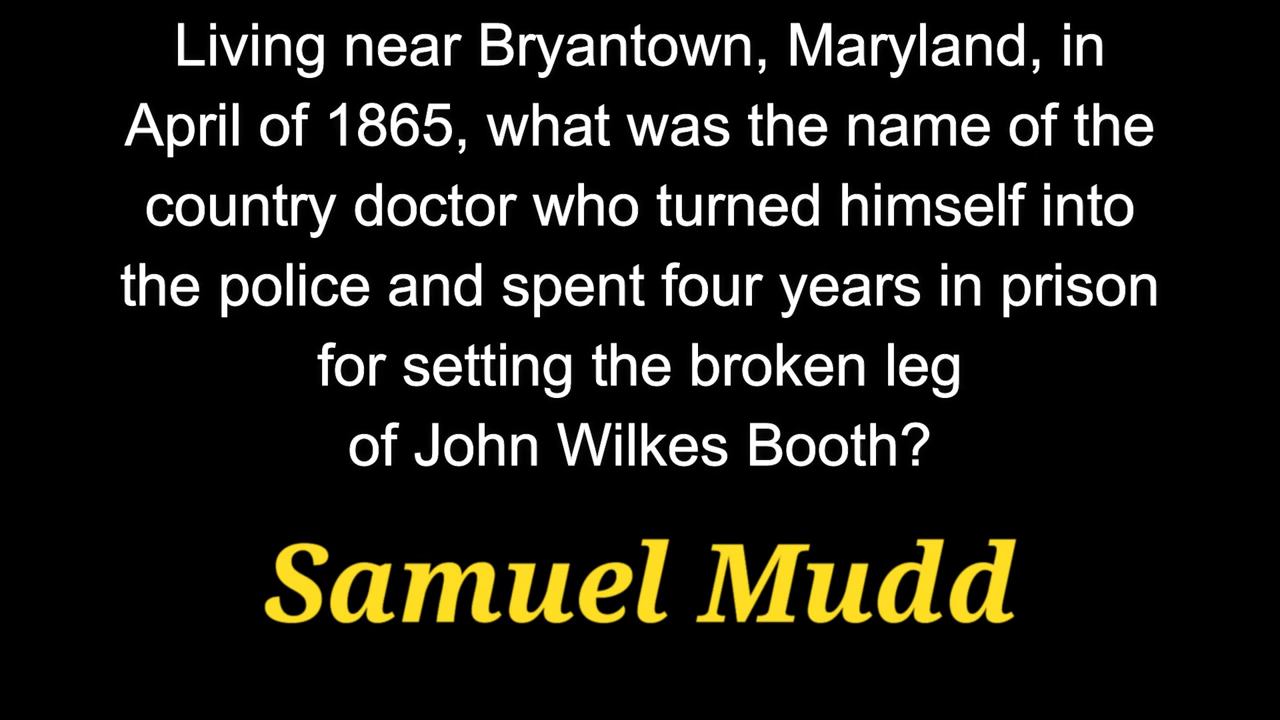 Living near Bryantown, Maryland, in
April of 1865, what was the name of the
country doctor who turned himself into
the police and spent four years in prison
for setting the broken leg
of John Wilkes Booth?
Samuel Mudd